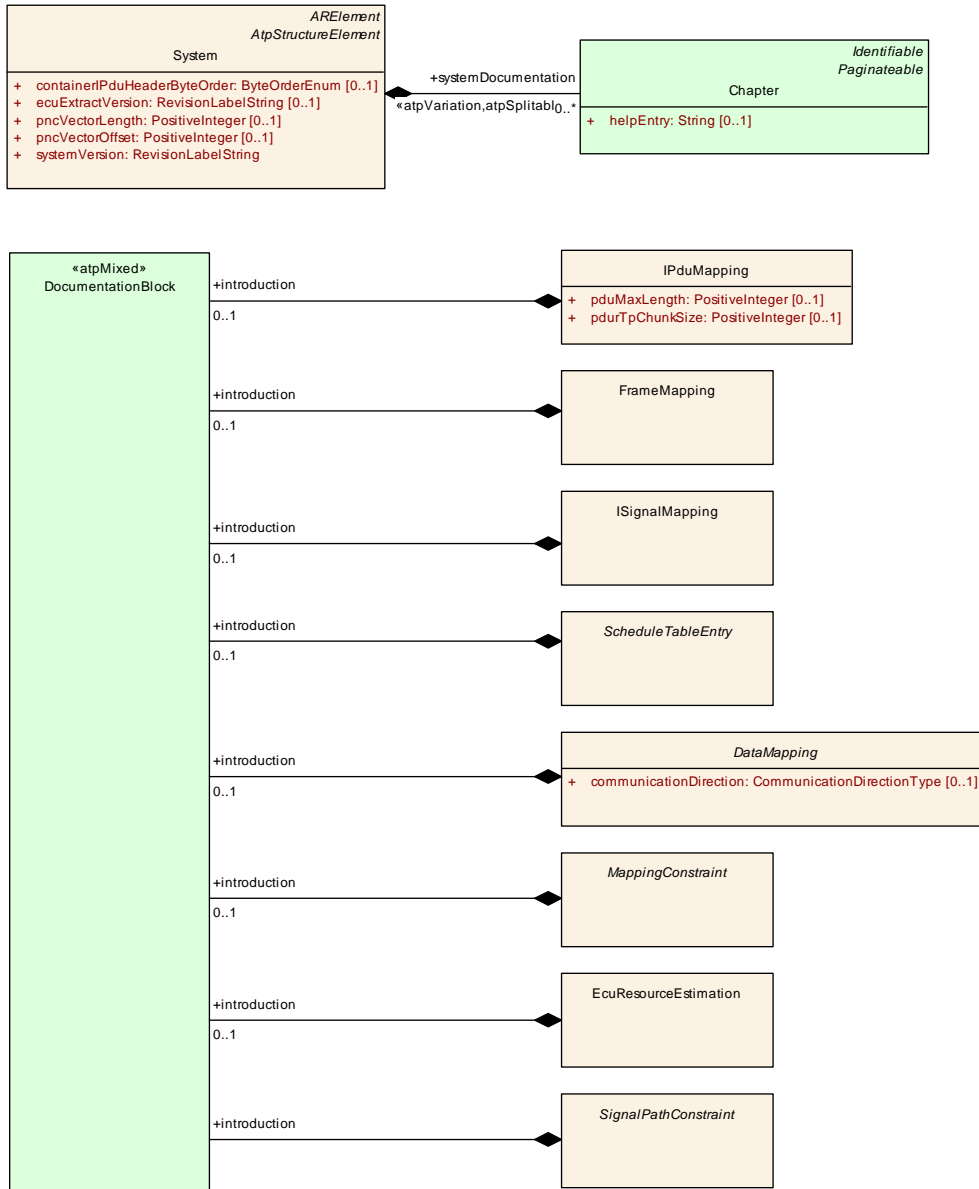 ARElement
AtpStructureElement
System
+ containerIPduHeaderByteOrder: ByteOrderEnum [0..1]
+ ecuExtractVersion: RevisionLabelString [0..1]
+ pncVectorLength: PositiveInteger [0..1]
+ pncVectorOffset: PositiveInteger [0..1]
+ systemVersion: RevisionLabelString
+systemDocumentation
«atpVariation,atpSplitabl
0..*
Identifiable
Paginateable
Chapter
+ helpEntry: String [0..1]
«atpMixed»
DocumentationBlock
+introduction
0..1
IPduMapping
+ pduMaxLength: PositiveInteger [0..1]
+ pdurTpChunkSize: PositiveInteger [0..1]
+introduction
0..1
FrameMapping
+introduction
0..1
ISignalMapping
+introduction
0..1
ScheduleTableEntry
+introduction
0..1
DataMapping
+ communicationDirection: CommunicationDirectionType [0..1]
+introduction
0..1
MappingConstraint
+introduction
0..1
EcuResourceEstimation
+introduction
SignalPathConstraint